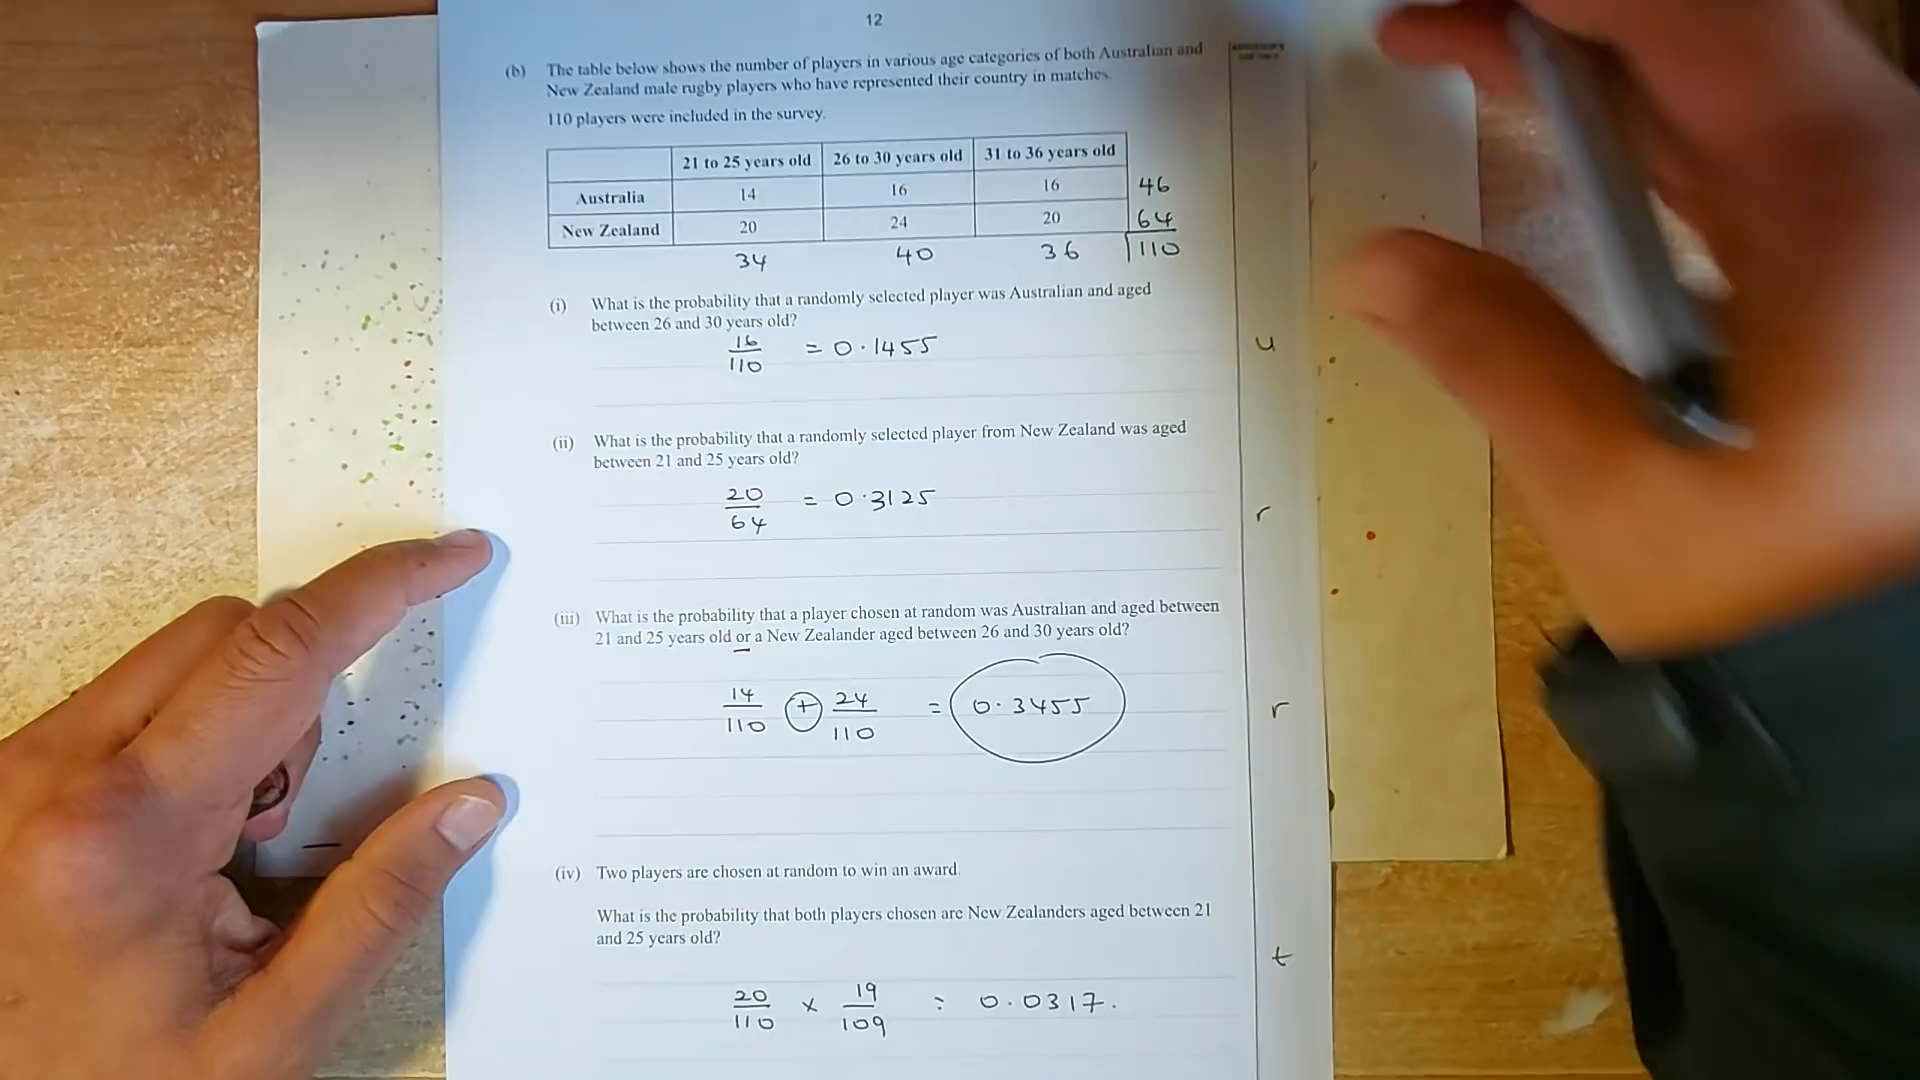 12
(b) The table below shows the number of players in various age categories of both Australian and
New Zealand male rugby players who have represented their country in matches
110 players were included in the survey.
21 to 25 years old 26 to 30 years old 31 to 36 years old
Australia 14 16 16 46
New Zealand 20 24 20 64
34 40 36 110
(i) What is the probability that a randomly selected player was Australian and aged
between 26 and 30 years old?
16/110 = 0.1455
u
(ii) What is the probability that a randomly selected player from New Zealand was aged
between 21 and 25 years old?
20/64 = 0.3125
r
(iii) What is the probability that a player chosen at random was Australian and aged between
21 and 25 years old or a New Zealander aged between 26 and 30 years old?
14/110 + 24/110 = 0.3455
r
(iv) Two players are chosen at random to win an award
What is the probability that both players chosen are New Zealanders aged between 21
and 25 years old?
t
20/110 × 19/109 = 0.0317.